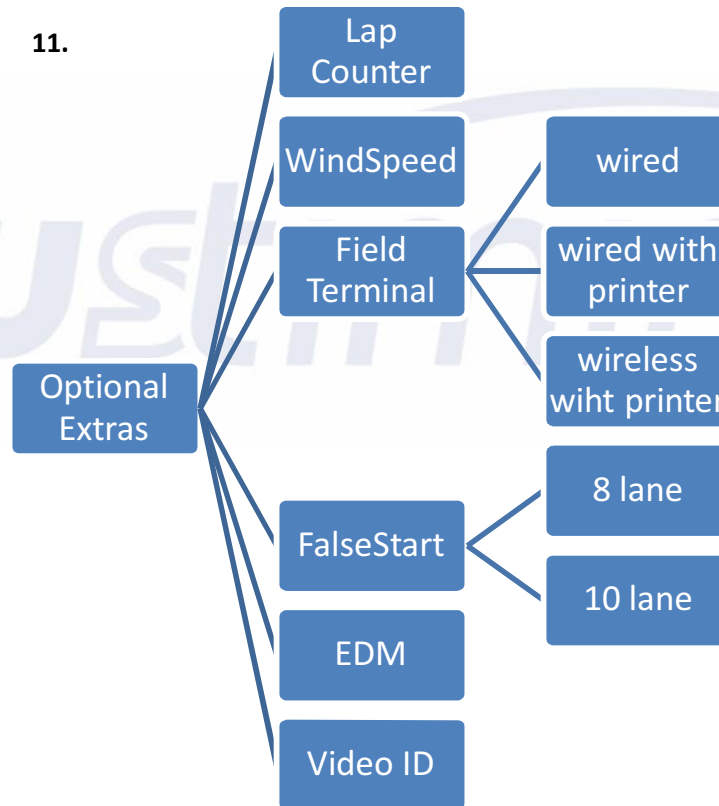 11.
Lap
Counter
WindSpeed
wired
Field
Terminal
wired with
printer
wireless
wiht printer
Optional
Extras
8 lane
FalseStart
10 lane
EDM
Video ID